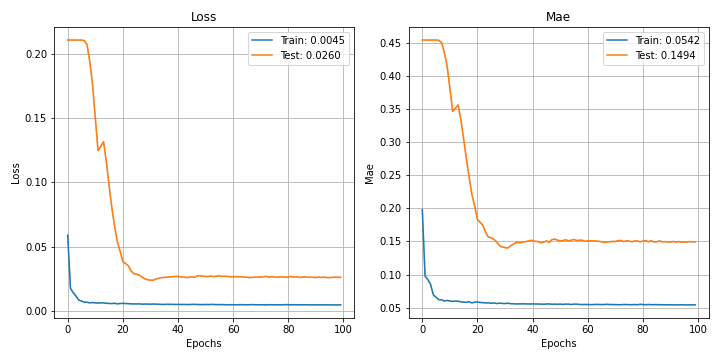 Loss
Train: 0.0045
Test: 0.0260
0.20
0.15
0.10
0.05
0.00
Loss
0 20 40 60 80 100
Epochs
Mae
Train: 0.0542
Test: 0.1494
0.45
0.40
0.35
0.30
0.25
0.20
0.15
0.10
0.05
Mae
0 20 40 60 80 100
Epochs